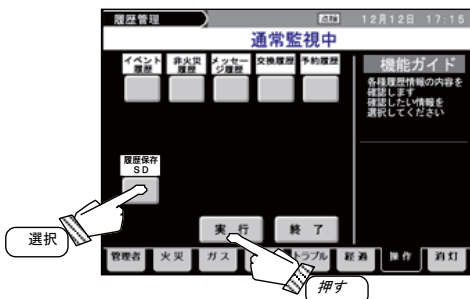 履歴管理
点検
12月12日 17:15
通常監視中
イベント
履歴
非火災
履歴
メッセー
ジ履歴
交換履歴
予約履歴
機能ガイド
各種履歴情報の内容を
確認します
確認したい情報を
選択してください
履歴保存
SD
選択
実 行
終 了
管理者
火災
ガス
トラブル
経過
操作
消灯
押す